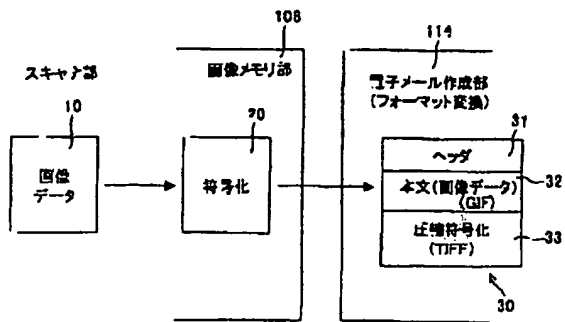 108
114
スキャナ部
画像メモリ部
電子メール作成部
(フォーマット変換)
10
20
31
画像
データ
符号化
ヘッダ
32
本文(画像データ)
(GIF)
圧縮符号化
(TIFF)
33
30